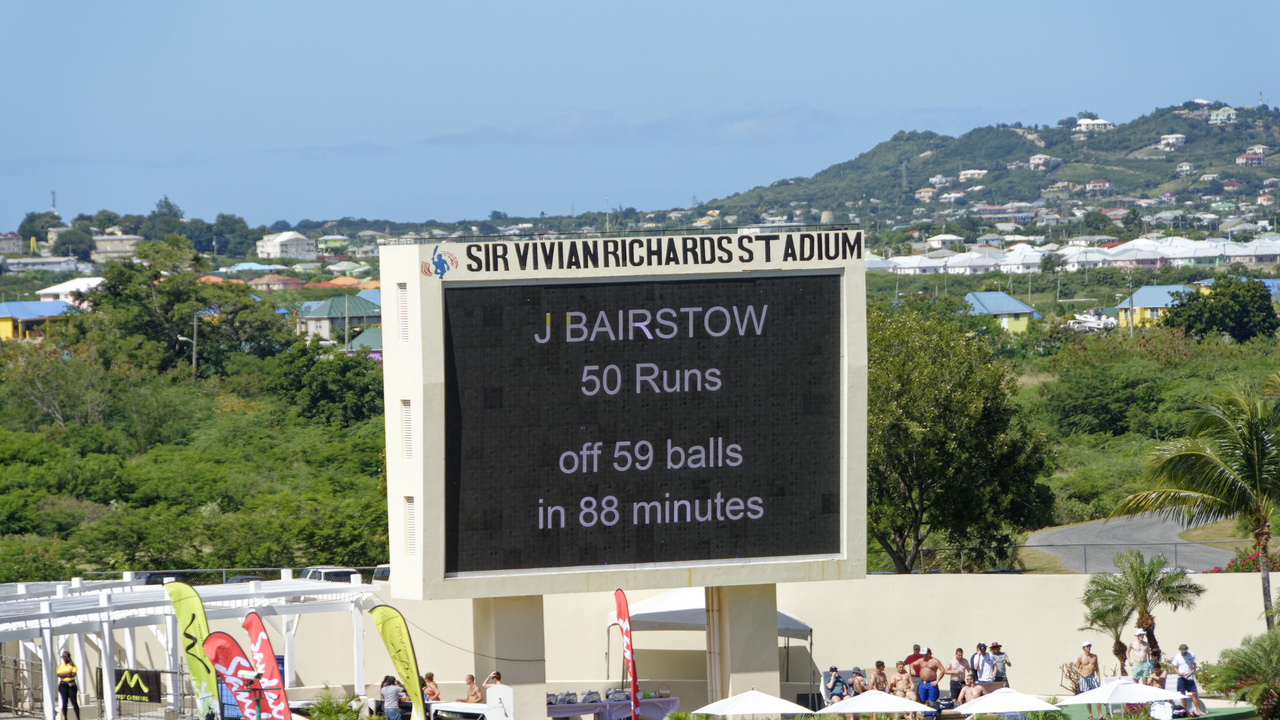 SIR VIVIAN RICHARDS STADIUM
J BAIRSTOW
50 Runs
off 59 balls
in 88 minutes